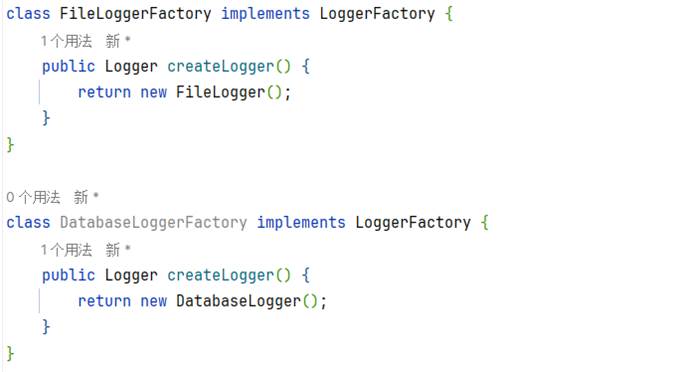 class FileLoggerFactory implements LoggerFactory {
1个用法 新 *
public Logger createLogger() {
return new FileLogger();
}
}
0 个用法 新 *
class DatabaseLoggerFactory implements LoggerFactory {
1个用法 新 *
public Logger createLogger() {
return new DatabaseLogger();
}
}